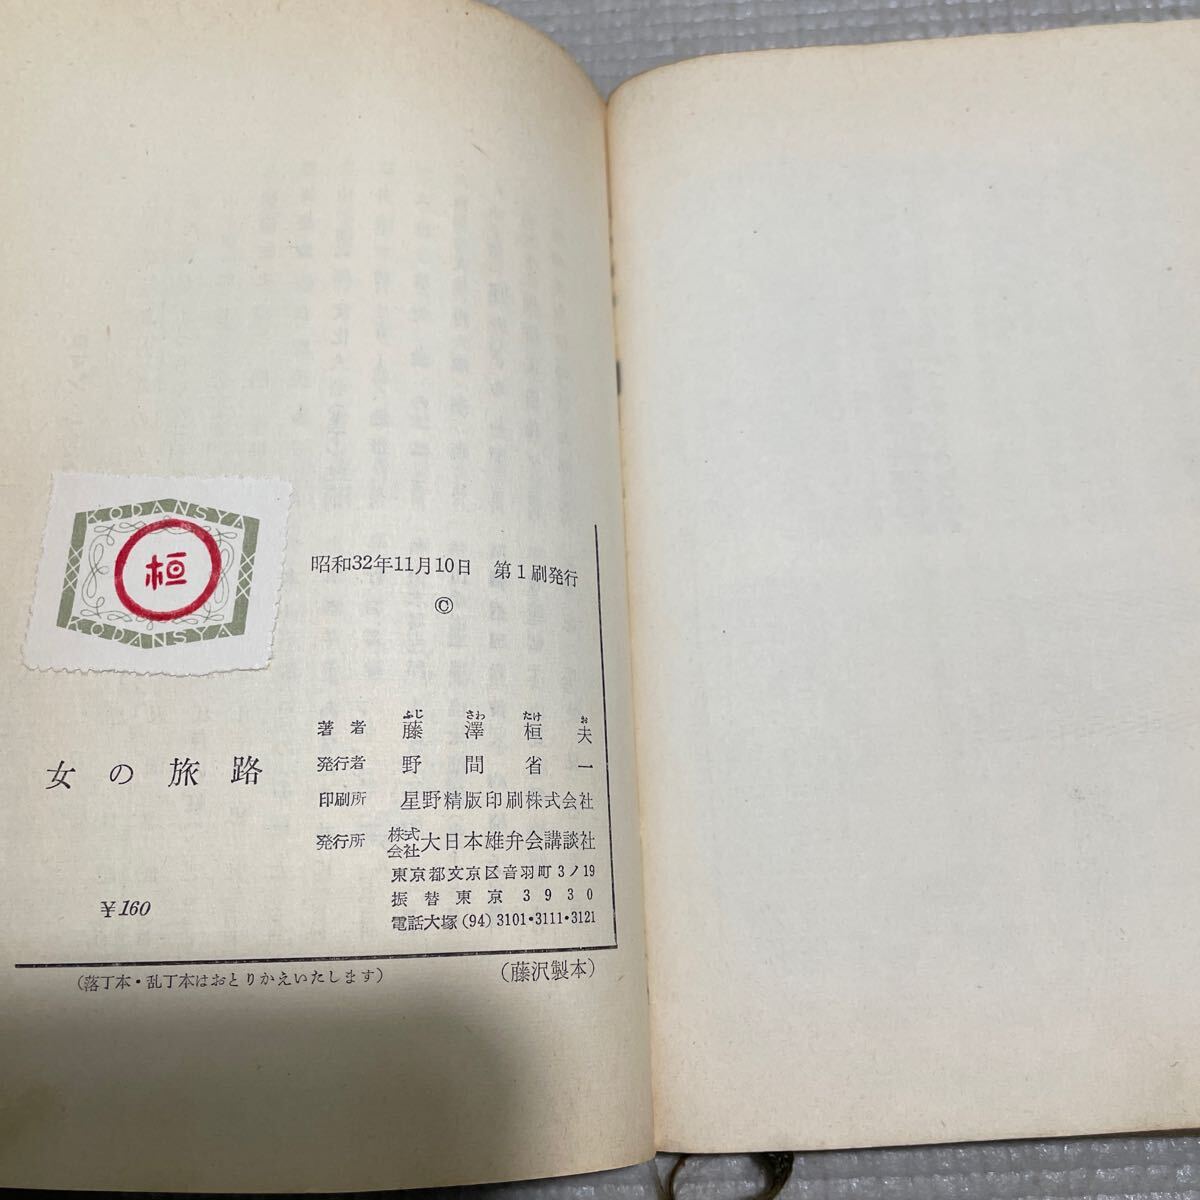 KODANSYA
桓
KODANSYA
昭和32年11月10日 第1刷発行
©
女の旅路
¥160
著者 藤澤桓夫
ふじ さわ たけ お
発行者 野間省一
印刷所 星野精版印刷株式会社
発行所 株式会社大日本雄弁会講談社
東京都文京区音羽町3ノ19
振替東京3930
電話大塚(94)3101・3111・3121
(落丁本・乱丁本はおとりかえいたします)
(藤沢製本)